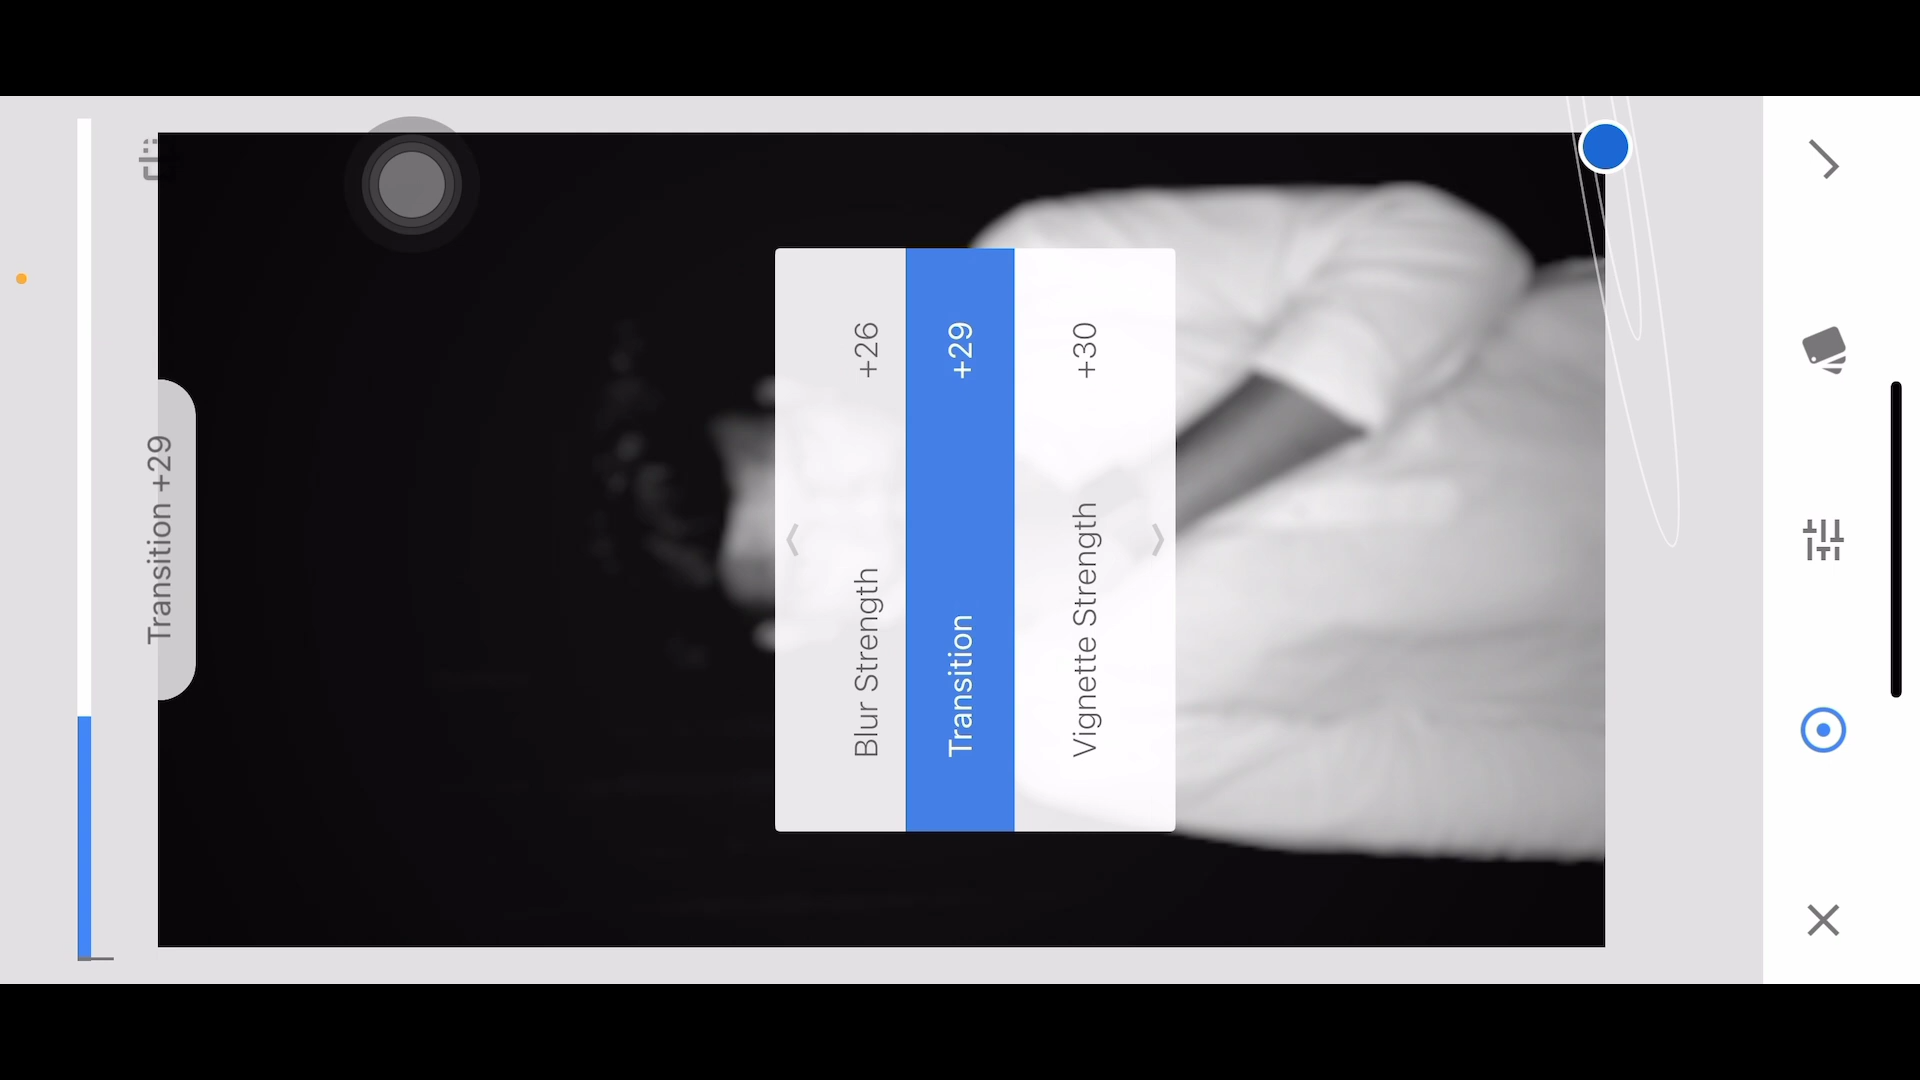 Transition +29
Blur Strength +26
Transition +29
Vignette Strength +30